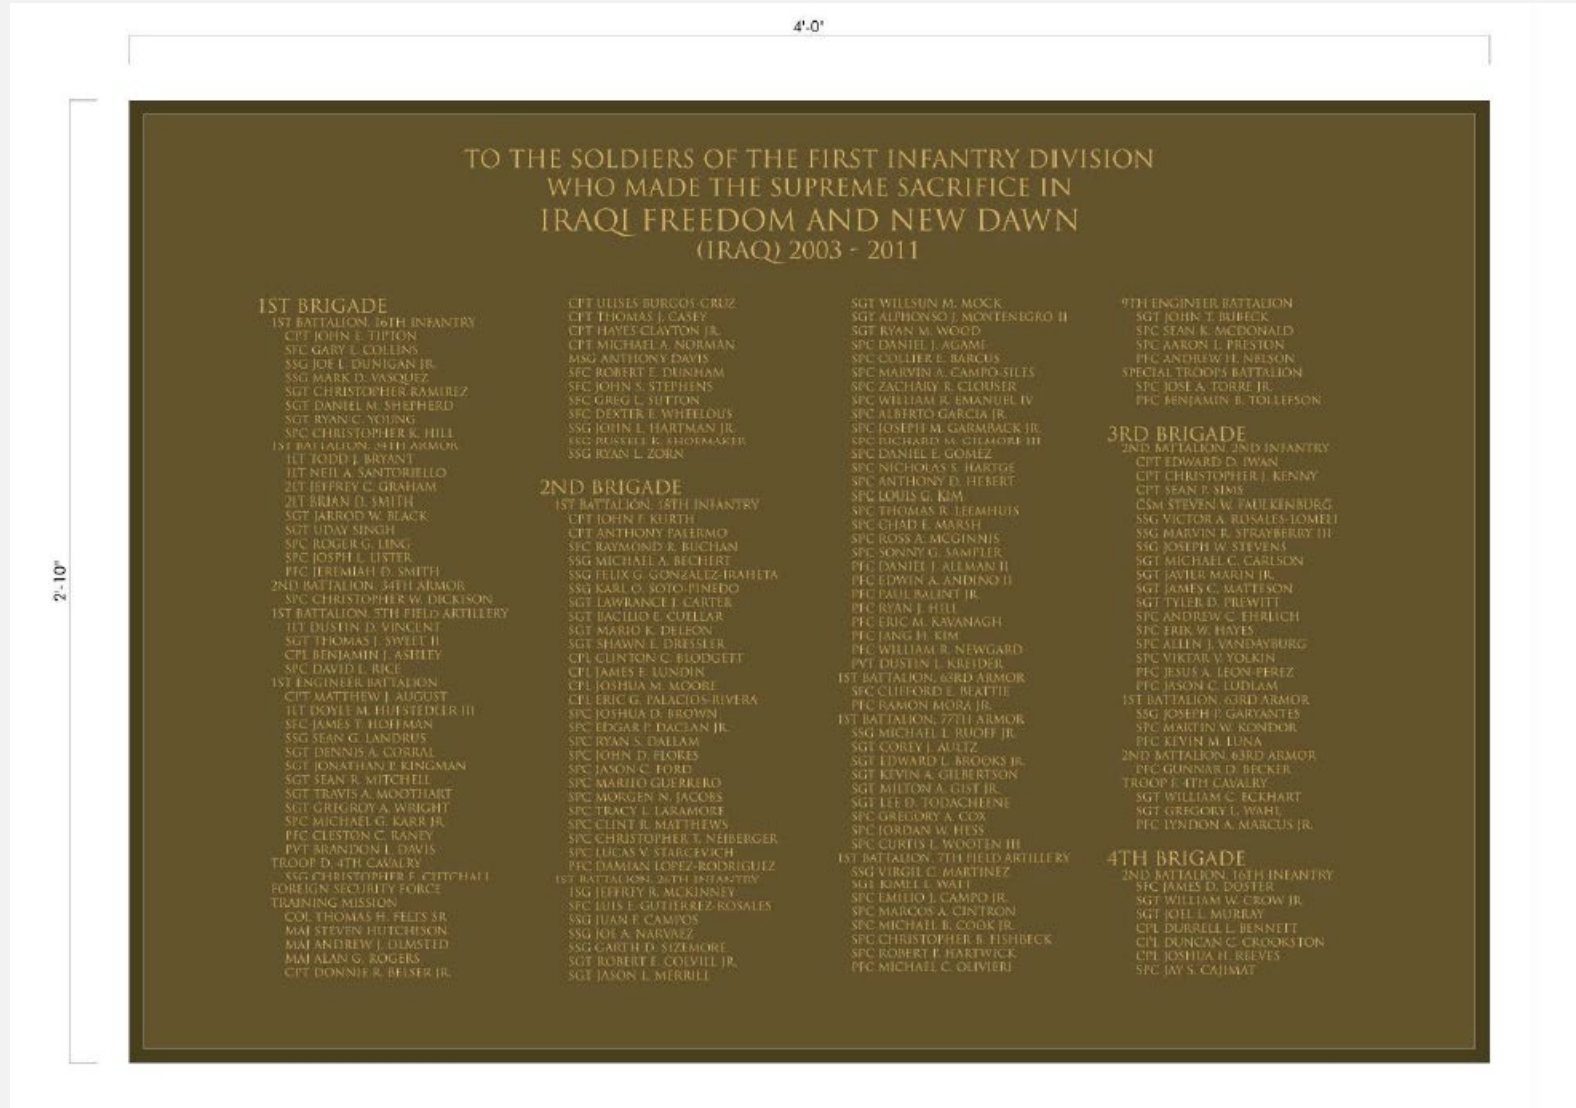 4'-0"
2'-10"
TO THE SOLDIERS OF THE FIRST INFANTRY DIVISION
WHO MADE THE SUPREME SACRIFICE IN
IRAQI FREEDOM AND NEW DAWN
(IRAQ) 2003 - 2011
1ST BRIGADE
1ST BATTALION, 16TH INFANTRY
CPT JOHN E. TIPTON
SFC GARY L. COLLINS
SSG JOE L. DUNIGAN JR.
SSG MARK D. VASQUEZ
SGT CHRISTOPHER RAMIREZ
SGT DANIEL M. SHEPHERD
SGT RYAN C. YOUNG
SPC CHRISTOPHER K. HILL
1ST BATTALION, 34TH ARMOR
1LT TODD J. BRYANT
1LT NEIL A. SANTORIELLO
2LT JEFFREY C. GRAHAM
2LT BRIAN D. SMITH
SGT JARROD W. BLACK
SGT UDAY SINGH
SPC ROGER G. LING
SPC JOSPH L. LISTER
PFC JEREMIAH D. SMITH
2ND BATTALION, 34TH ARMOR
SPC CHRISTOPHER W. DICKISON
1ST BATTALION, 5TH FIELD ARTILLERY
1LT DUSTIN D. VINCENT
SGT THOMAS J. SWEET II
CPL BENJAMIN J. ASHLEY
SPC DAVID L. RICE
1ST ENGINEER BATTALION
CPT MATTHEW J. AUGUST
1LT DOYLE M. HUFSTEDLER III
SFC JAMES T. HOFFMAN
SSG SEAN G. LANDRUS
SGT DENNIS A. CORRAL
SGT JONATHAN P. KINGMAN
SGT SEAN R. MITCHELL
SGT TRAVIS A. MOOTHART
SGT GREGROY A. WRIGHT
SPC MICHAEL G. KARR JR.
PFC CLESTON C. RANEY
PVT BRANDON L. DAVIS
TROOP D, 4TH CAVALRY
SSG CHRISTOPHER F. CUTCHALL
FOREIGN SECURITY FORCE
TRAINING MISSION
COL THOMAS H. FELTS SR
MAJ STEVEN HUTCHISON
MAJ ANDREW J. OLMSTED
MAJ ALAN G. ROGERS
CPT DONNIE R. BELSER JR.
CPT ULISES BURGOS-CRUZ
CPT THOMAS J. CASEY
CPT HAYES CLAYTON JR.
CPT MICHAEL A. NORMAN
MSG ANTHONY DAVIS
SFC ROBERT E. DUNHAM
SFC JOHN S. STEPHENS
SFC GREG L. SUTTON
SFC DEXTER E. WHEELOUS
SSG JOHN L. HARTMAN JR.
SSG RUSSELL K. SHOEMAKER
SSG RYAN L. ZORN
2ND BRIGADE
1ST BATTALION, 18TH INFANTRY
CPT JOHN F. KURTH
CPT ANTHONY PALERMO
SFC RAYMOND R. BUCHAN
SSG MICHAEL A. BECHERT
SSG FELIX G. GONZALEZ-IRAHETA
SSG KARL O. SOTO-PINEDO
SGT LAWRANCE J. CARTER
SGT BACILIO E. CUELLAR
SGT MARIO K. DELEON
SGT SHAWN E. DRESSLER
CPL CLINTON C. BLODGETT
CPL JAMES E. LUNDIN
CPL JOSHUA M. MOORE
CPL ERIC G. PALACIOS-RIVERA
SPC JOSHUA D. BROWN
SPC EDGAR P. DACLAN JR.
SPC RYAN S. DALLAM
SPC JOHN D. FLORES
SPC JASON C. FORD
SPC MARIEO GUERRERO
SPC MORGEN N. JACOBS
SPC TRACY L. LARAMORE
SPC CLINT R. MATTHEWS
SPC CHRISTOPHER T. NEIBERGER
SPC LUCAS V. STARCEVICH
PFC DAMIAN LOPEZ-RODRIGUEZ
1ST BATTALION, 26TH INFANTRY
1SG JEFFREY R. MCKINNEY
SFC LUIS E. GUTIERREZ-ROSALES
SSG JUAN F. CAMPOS
SSG JOE A. NARVAEZ
SSG GARTH D. SIZEMORE
SGT ROBERT E. COLVILL JR.
SGT JASON L. MERRILL
SGT WILLSUN M. MOCK
SGT ALPHONSO J. MONTENEGRO II
SGT RYAN M. WOOD
SPC DANIEL J. AGAMI
SPC COLLIER E. BARCUS
SPC MARVIN A. CAMPO-SILES
SPC ZACHARY R. CLOUSER
SPC WILLIAM R. EMANUEL IV
SPC ALBERTO GARCIA JR.
SPC JOSEPH M. GARMBACK JR.
SPC RICHARD M. GILMORE III
SPC DANIEL E. GOMEZ
SPC NICHOLAS S. HARTGE
SPC ANTHONY D. HEBERT
SPC LOUIS G. KIM
SPC THOMAS R. LEEMHUIS
SPC CHAD E. MARSH
SPC ROSS A. MCGINNIS
SPC SONNY G. SAMPLER
PFC DANIEL J. ALLMAN II
PFC EDWIN A. ANDINO II
PFC PAUL BALINT JR.
PFC RYAN J. HILL
PFC ERIC M. KAVANAGH
PFC JANG H. KIM
PFC WILLIAM R. NEWGARD
PVT DUSTIN L. KREIDER
1ST BATTALION, 63RD ARMOR
SFC CLIFFORD E. BEATTIE
PFC RAMON MORA JR.
1ST BATTALION, 77TH ARMOR
SSG MICHAEL L. RUOFF JR.
SGT COREY J. AULTZ
SGT EDWARD L. BROOKS JR.
SGT KEVIN A. GILBERTSON
SGT MILTON A. GIST JR.
SGT LEE D. TODACHEENE
SPC GREGORY A. COX
SPC JORDAN W. HESS
SPC CURTIS L. WOOTEN III
1ST BATTALION, 7TH FIELD ARTILLERY
SSG VIRGIL C. MARTINEZ
SGT KIMEL L. WATT
SPC EMILIO J. CAMPO JR.
SPC MARCOS A. CINTRON
SPC MICHAEL B. COOK JR.
SPC CHRISTOPHER B. FISHBECK
SPC ROBERT P. HARTWICK
PFC MICHAEL C. OLIVIERI
9TH ENGINEER BATTALION
SGT JOHN T. BUBECK
SPC SEAN K. MCDONALD
SPC AARON L. PRESTON
PFC ANDREW H. NELSON
SPECIAL TROOPS BATTALION
SPC JOSE A. TORRE JR.
PFC BENJAMIN B. TOLLEFSON
3RD BRIGADE
2ND. BATTALION, 2ND INFANTRY
CPT EDWARD D. IWAN
CPT CHRISTOPHER J. KENNY
CPT SEAN P. SIMS
CSM STEVEN W. FAULKENBURG
SSG VICTOR A. ROSALES-LOMELI
SSG MARVIN R. SPRAYBERRY III
SSG JOSEPH W. STEVENS
SGT MICHAEL C. CARLSON
SGT JAVIER MARIN JR.
SGT JAMES C. MATTESON
SGT TYLER D. PREWITT
SPC ANDREW C. EHRLICH
SPC ERIK W. HAYES
SPC ALLEN J. VANDAYBURG
SPC VIKTAR V. YOLKIN
PFC JESUS A. LEON-PEREZ
PFC JASON C. LUDLAM
1ST BATTALION, 63RD ARMOR
SSG JOSEPH P. GARYANTES
SPC MARTIN W. KONDOR
PFC KEVIN M. LUNA
2ND BATTALION, 63RD ARMOR
PFC GUNNAR D. BECKER
TROOP F, 4TH CAVALRY
SGT WILLIAM C. ECKHART
SGT GREGORY L. WAHL
PFC LYNDON A. MARCUS JR.
4TH BRIGADE
2ND BATTALION, 16TH INFANTRY
SFC JAMES D. DOSTER
SGT WILLIAM W. CROW JR.
SGT JOEL L. MURRAY
CPL DURRELL L. BENNETT
CPL DUNCAN C. CROOKSTON
CPL JOSHUA H. REEVES
SPC JAY S. CAJIMAT